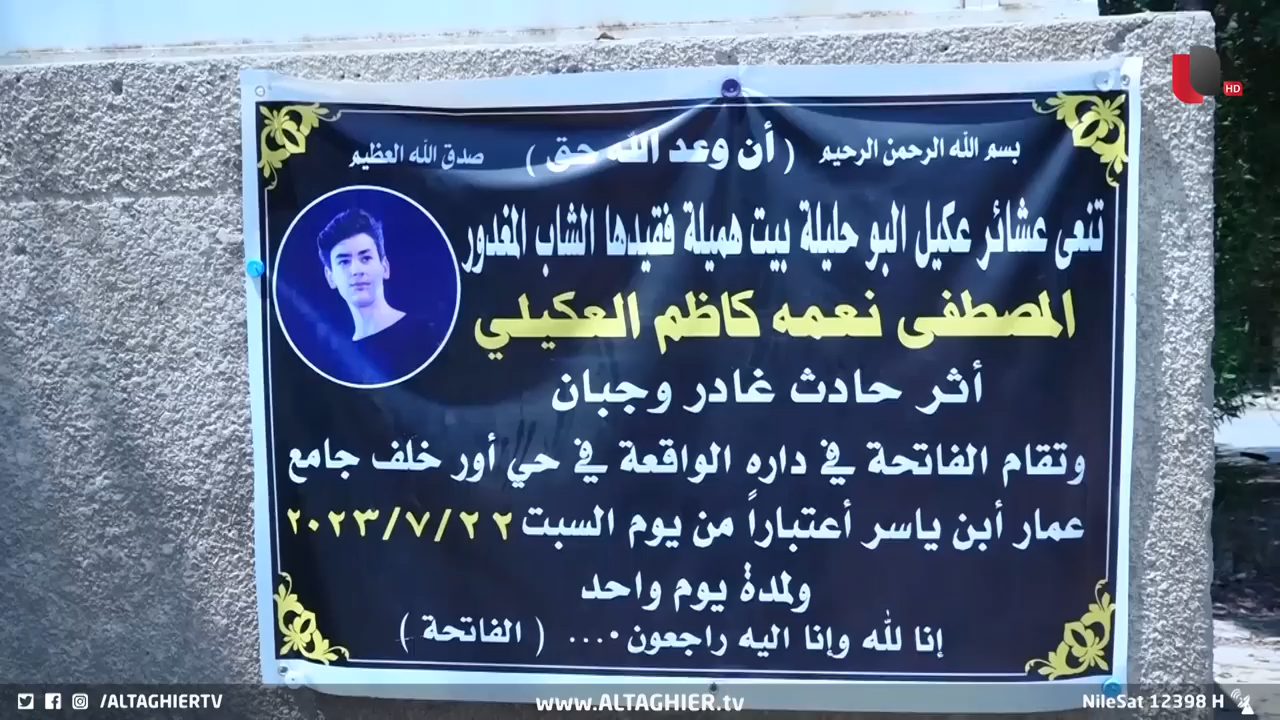 HD
بسم الله الرحمن الرحيم ( أن وعد الله حق ) صدق الله العظيم
تنعى عشائر عكيل البو حليلة بيت هميلة فقيدها الشاب المغدور
المصطفى نعمه كاظم العكيلي
أثر حادث غادر وجبان
وتقام الفاتحة في داره الواقعة في حي أور خلف جامع
عمار أبن ياسر أعتباراً من يوم السبت ٢٠٢٣/٧/٢٢
ولمدة يوم واحد
إنا لله وإنا اليه راجعون.... ( الفاتحة )
/ALTAGHIERTV www.ALTAGHIER.tv NileSat 12398 H